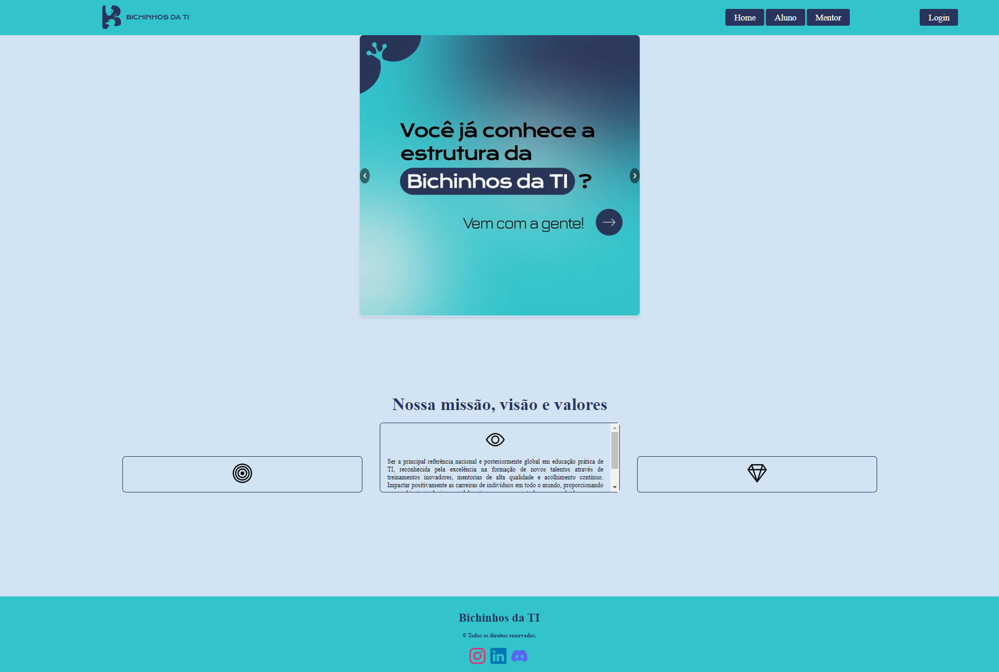 BICHINHOS DA TI
Home Aluno Mentor Login
Você já conhece a
estrutura da
Bichinhos da TI ?
Vem com a gente!
Nossa missão, visão e valores
Ser a principal referência nacional e posteriormente global em educação prática de
TI, reconhecida pela excelência na formação de novos talentos através de
treinamentos inovadores, mentorias de alta qualidade e acolhimento contínuo.
Impactar positivamente as carreiras de indivíduos em todo o mundo, proporcionando
Bichinhos da TI
© Todos os direitos reservados.